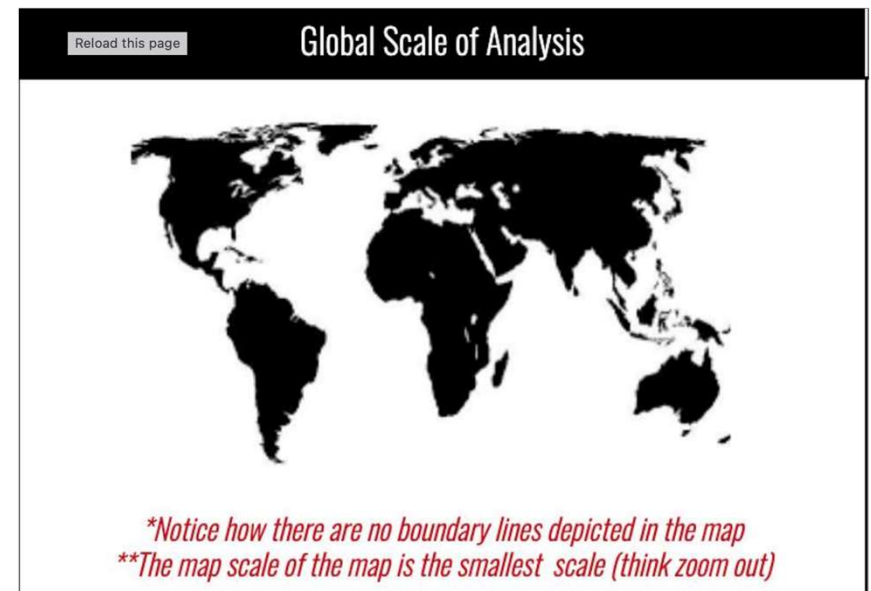 Reload this page
Global Scale of Analysis
*Notice how there are no boundary lines depicted in the map
**The map scale of the map is the smallest scale (think zoom out)